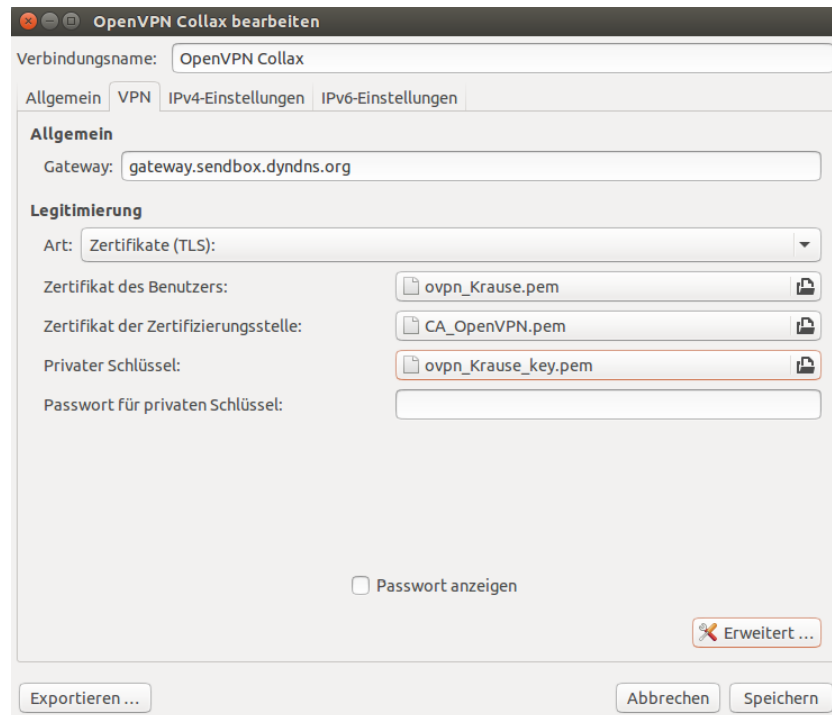 OpenVPN Collax bearbeiten
Verbindungsname: OpenVPN Collax
Allgemein VPN IPv4-Einstellungen IPv6-Einstellungen
Allgemein
Gateway: gateway.sendbox.dyndns.org
Legitimierung
Art: Zertifikate (TLS):
Zertifikat des Benutzers: ovpn_Krause.pem
Zertifikat der Zertifizierungsstelle: CA_OpenVPN.pem
Privater Schlüssel: ovpn_Krause_key.pem
Passwort für privaten Schlüssel:
Passwort anzeigen
Erweitert ...
Exportieren ... Abbrechen Speichern